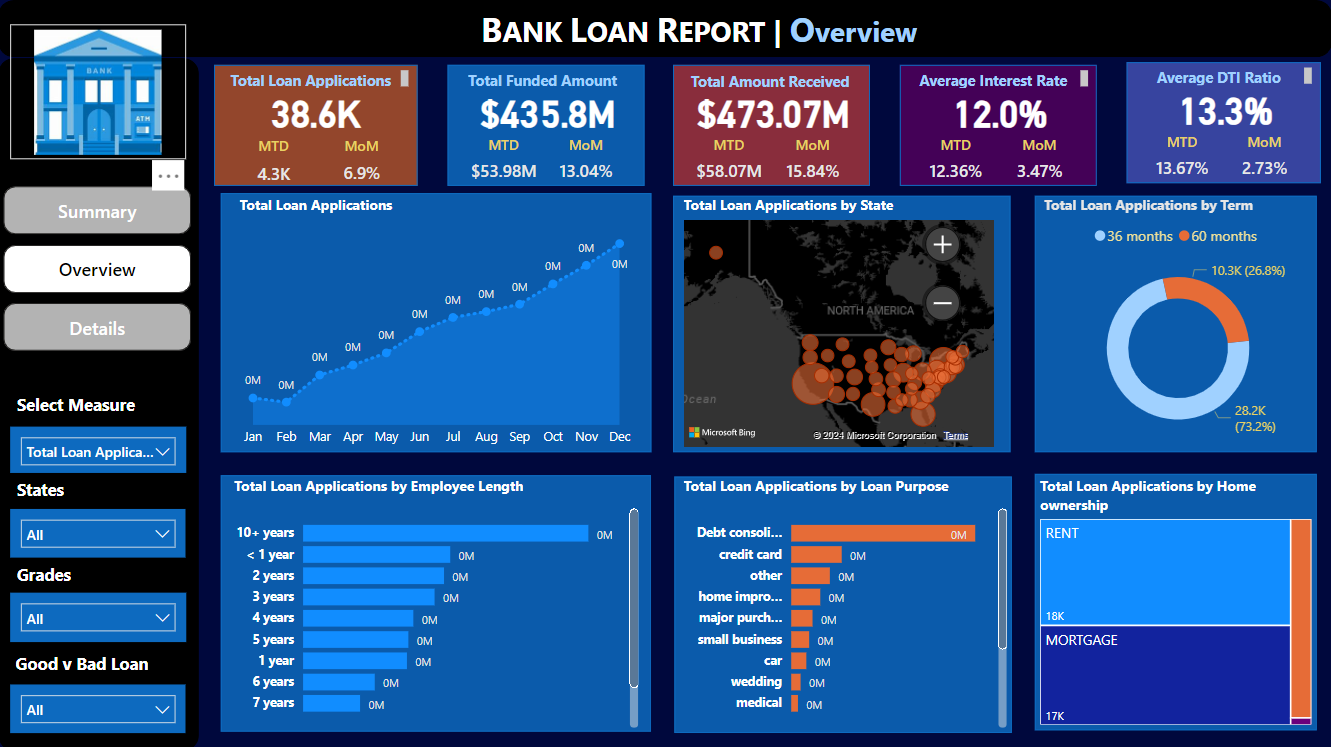 BANK LOAN REPORT | Overview
BANK
ATM
...
Summary
Overview
Details
Select Measure
Total Loan Applica...
States
All
Grades
All
Good v Bad Loan
All
Total Loan Applications
38.6K
MTD MoM
4.3K 6.9%
Total Funded Amount
$435.8M
MTD MoM
$53.98M 13.04%
Total Amount Received
$473.07M
MTD MoM
$58.07M 15.84%
Average Interest Rate
12.0%
MTD MoM
12.36% 3.47%
Average DTI Ratio
13.3%
MTD MoM
13.67% 2.73%
Total Loan Applications
0M 0M 0M 0M 0M 0M 0M 0M 0M 0M 0M 0M
Jan Feb Mar Apr May Jun Jul Aug Sep Oct Nov Dec
Total Loan Applications by State
NORTH AMERICA
Ocean
Microsoft Bing
© 2024 Microsoft Corporation Terms
Total Loan Applications by Term
36 months 60 months
10.3K (26.8%)
28.2K
(73.2%)
Total Loan Applications by Employee Length
10+ years 0M
< 1 year 0M
2 years 0M
3 years 0M
4 years 0M
5 years 0M
1 year 0M
6 years 0M
7 years 0M
Total Loan Applications by Loan Purpose
Debt consoli... 0M
credit card 0M
other 0M
home impro... 0M
major purch... 0M
small business 0M
car 0M
wedding 0M
medical 0M
Total Loan Applications by Home
ownership
RENT
18K
MORTGAGE
17K